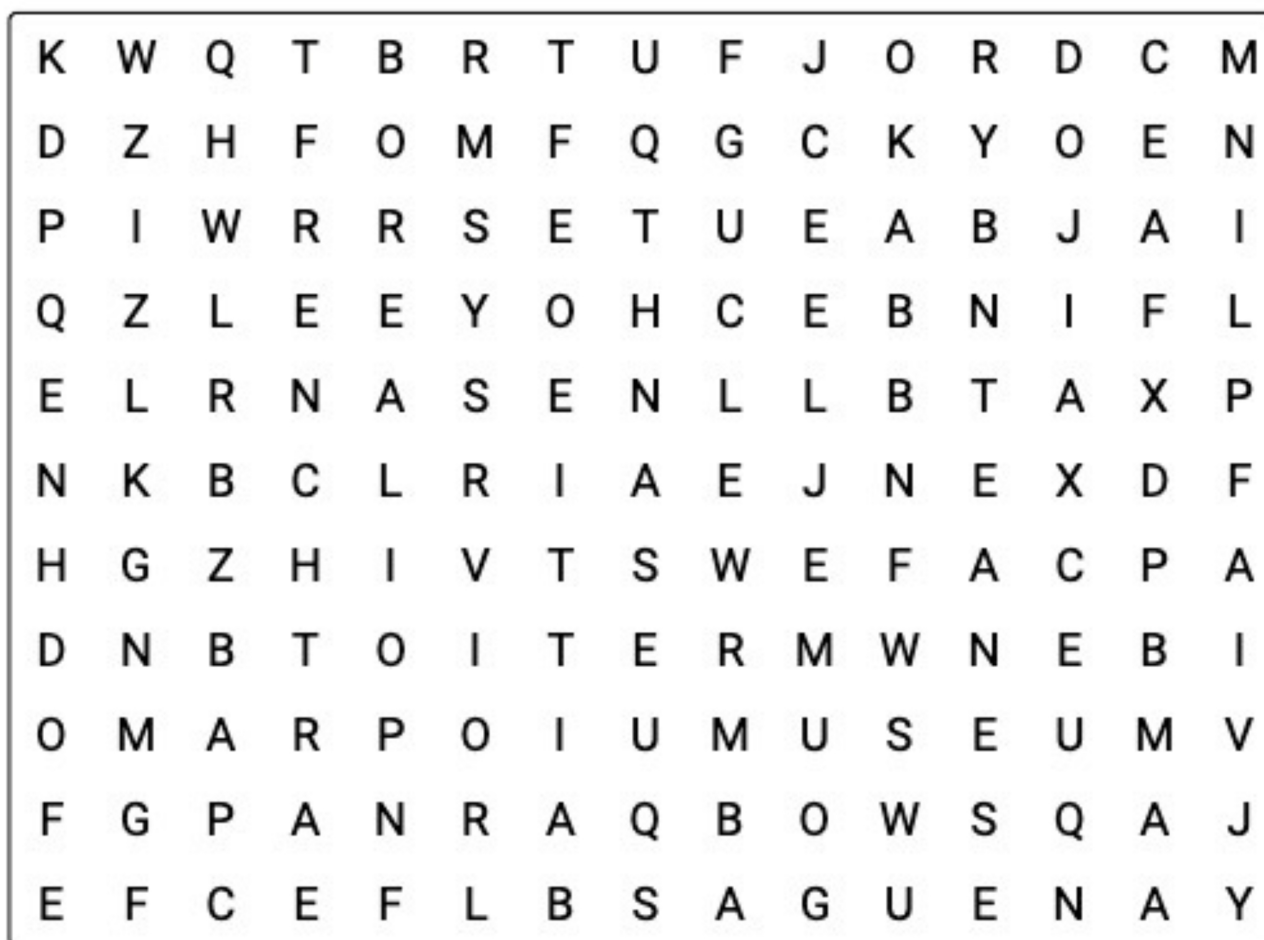 K W Q T B R T U F J O R D C M
D Z H F O M F Q G C K Y O E N
P I W R R S E T U E A B J A I
Q Z L E E Y O H C E B N I F L
E L R N A S E N L L B T A X P
N K B C L R I A E J N E X D F
H G Z H I V T S W E F A C P A
D N B T O I T E R M W N E B I
O M A R P O I U M U S E U M V
F G P A N R A Q B O W S Q A J
E F C E F L B S A G U E N A Y